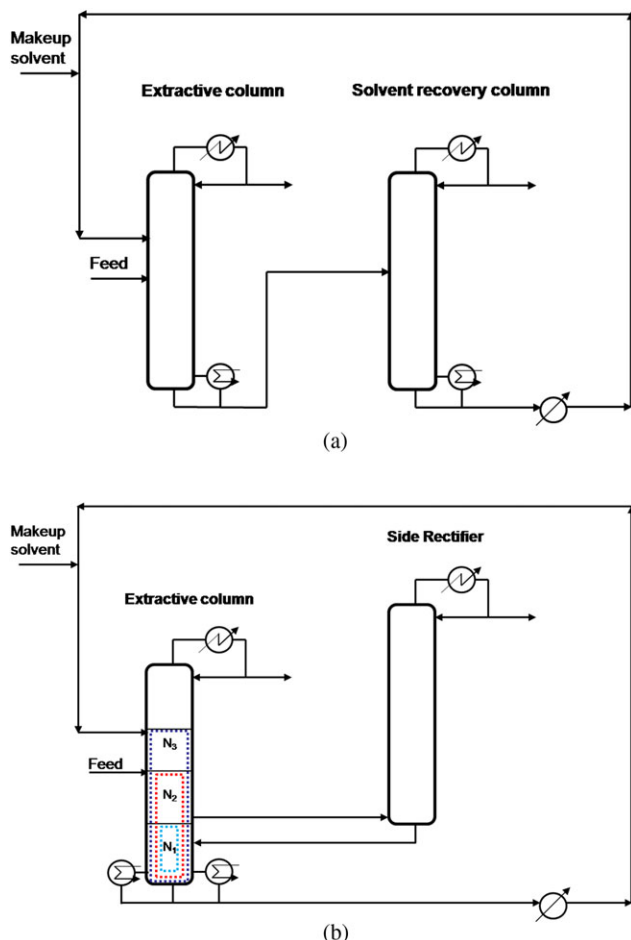 Makeup
solvent
Extractive column
Solvent recovery column
Feed
(a)
Makeup
solvent
Side Rectifier
Extractive column
N₃
Feed
N₂
N₁
(b)